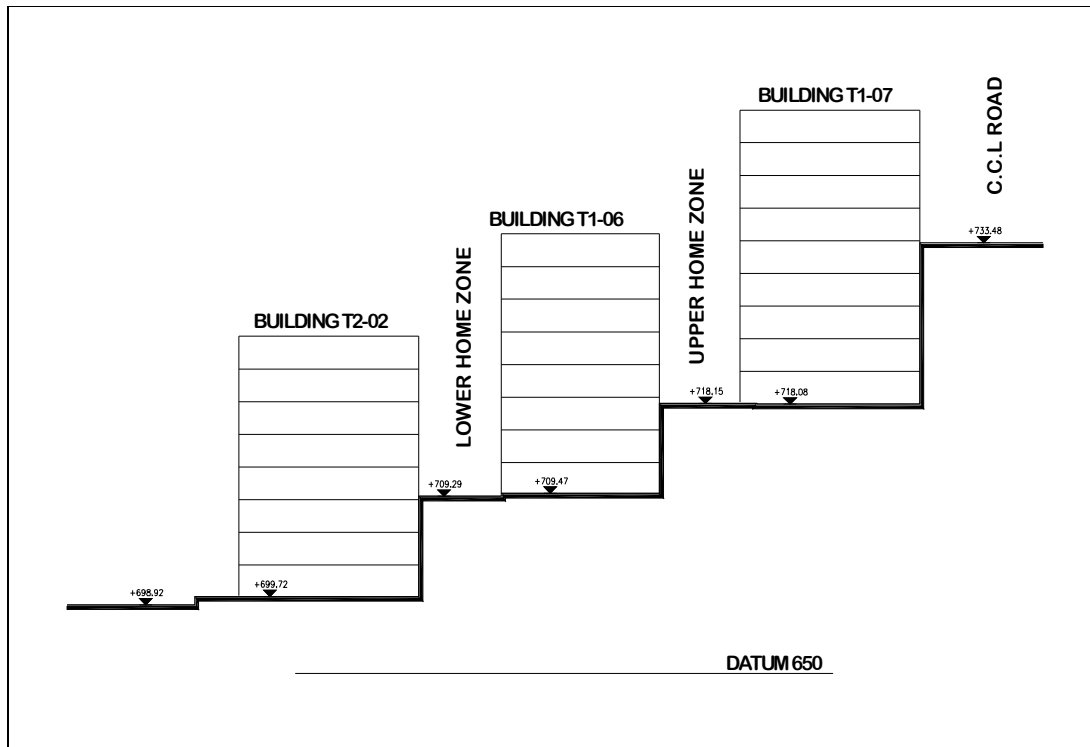 BUILDING T1-07
C.C.L ROAD
UPPER HOME ZONE
BUILDING T1-06
+733.48
LOWER HOME ZONE
BUILDING T2-02
+718.15
+718.08
+709.29
+709.47
+699.72
+698.92
DATUM 650